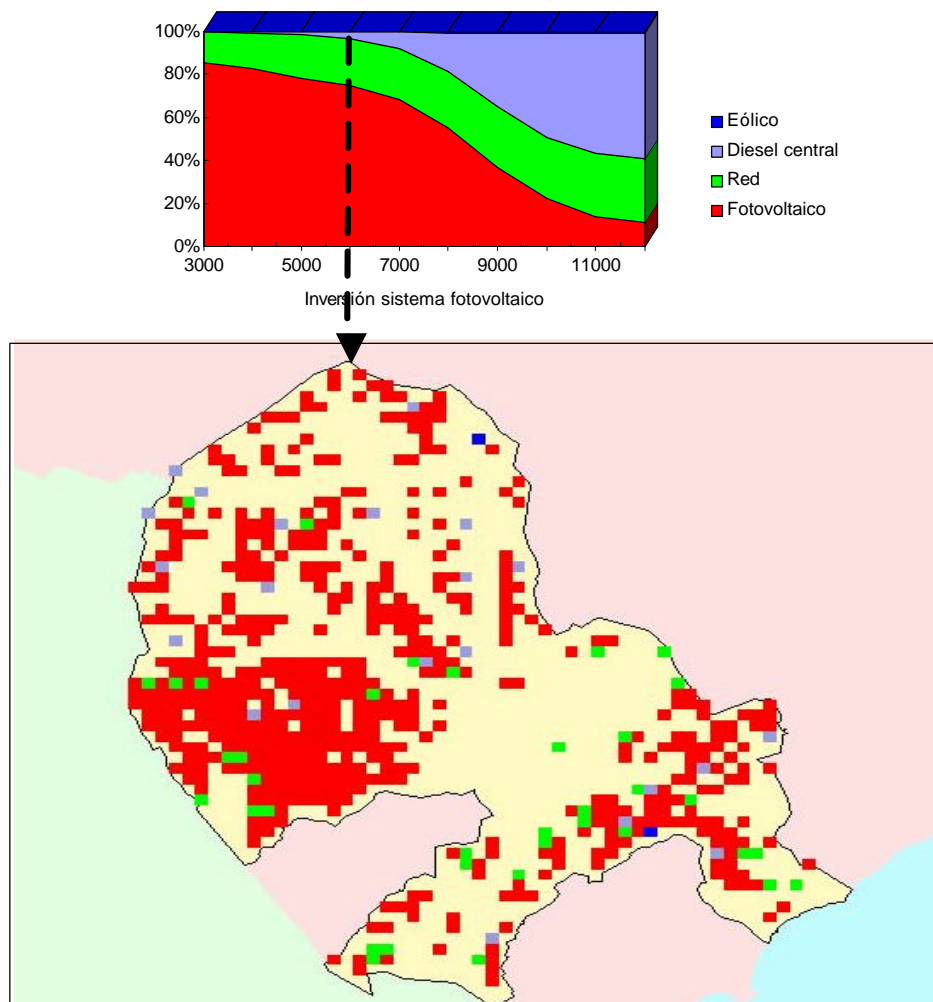 100%
80%
60%
40%
20%
0%
3000 5000 7000 9000 11000
Inversión sistema fotovoltaico
Eólico
Diesel central
Red
Fotovoltaico